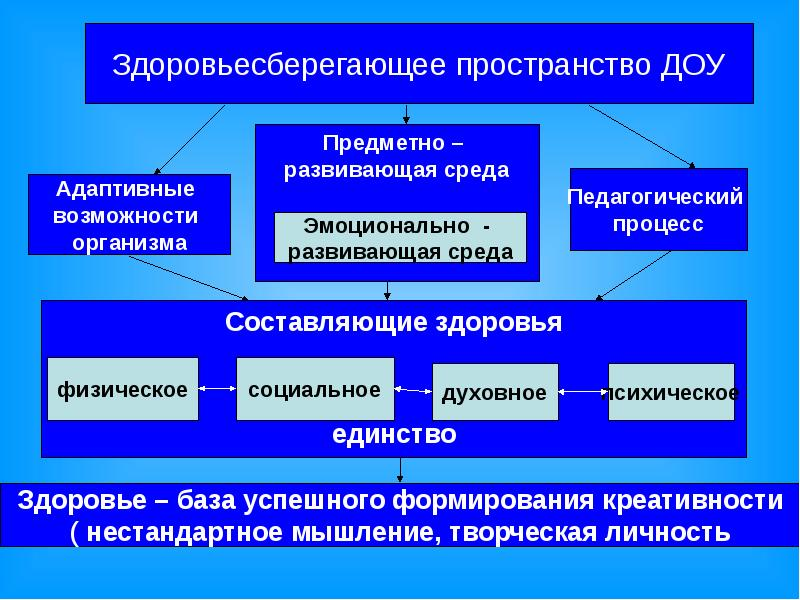 Здоровьесберегающее пространство ДОУ
Предметно –
развивающая среда
Адаптивные
возможности
организма
Эмоционально -
развивающая среда
Педагогический
процесс
Составляющие здоровья
физическое
социальное
духовное
психическое
единство
Здоровье – база успешного формирования креативности
( нестандартное мышление, творческая личность